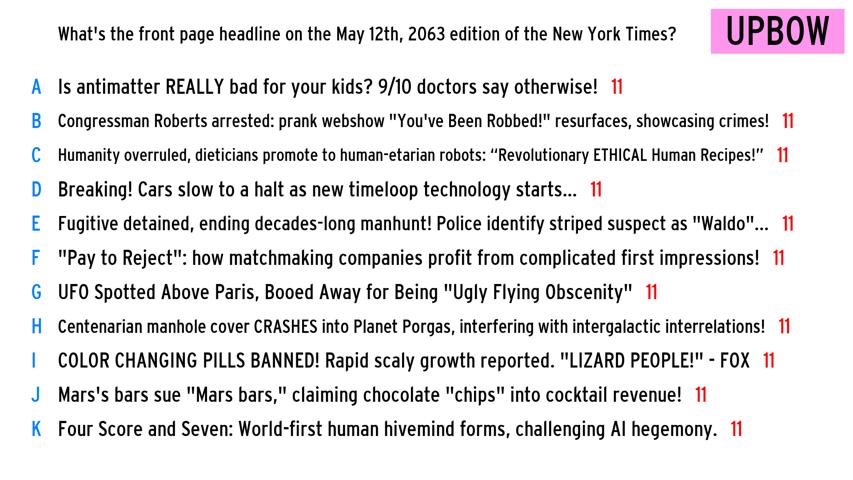 What's the front page headline on the May 12th, 2063 edition of the New York Times?
UPBOW
A Is antimatter REALLY bad for your kids? 9/10 doctors say otherwise! 11
B Congressman Roberts arrested: prank webshow "You've Been Robbed!" resurfaces, showcasing crimes! 11
C Humanity overruled, dieticians promote to human-etarian robots: “Revolutionary ETHICAL Human Recipes!” 11
D Breaking! Cars slow to a halt as new timeloop technology starts... 11
E Fugitive detained, ending decades-long manhunt! Police identify striped suspect as "Waldo"... 11
F "Pay to Reject": how matchmaking companies profit from complicated first impressions! 11
G UFO Spotted Above Paris, Booed Away for Being "Ugly Flying Obscenity" 11
H Centenarian manhole cover CRASHES into Planet Porgas, interfering with intergalactic interrelations! 11
I COLOR CHANGING PILLS BANNED! Rapid scaly growth reported. "LIZARD PEOPLE!" - FOX 11
J Mars's bars sue "Mars bars," claiming chocolate "chips" into cocktail revenue! 11
K Four Score and Seven: World-first human hivemind forms, challenging AI hegemony. 11